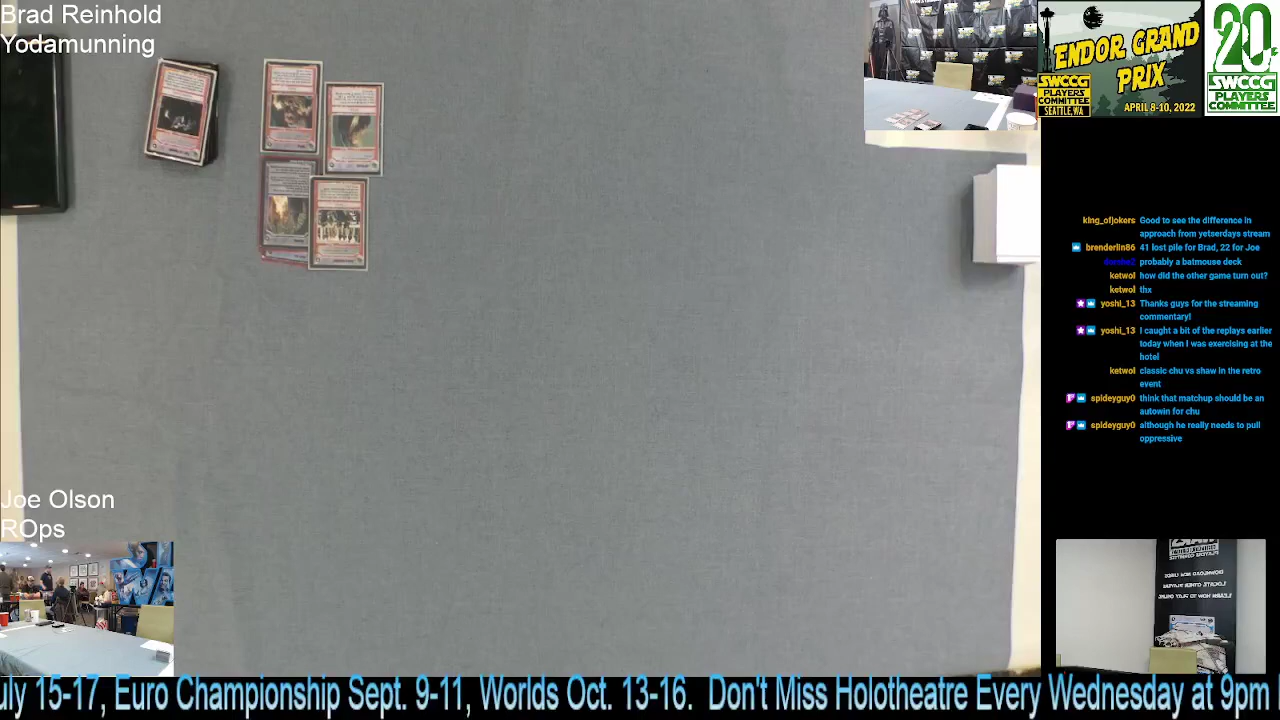 Brad Reinhold
Yodamunning
ENDOR GRAND
PRIX
SWCCG
PLAYERS
COMMITTEE
SEATTLE,WA
APRIL 8-10, 2022
20
SWCCG
PLAYERS
COMMITTEE
king_ofjokers Good to see the difference in
approach from yetserdays stream
brenderlin86 41 lost pile for Brad, 22 for Joe
probably a batmouse deck
ketwol how did the other game turn out?
ketwol thx
yoshi_13 Thanks guys for the streaming
commentary!
yoshi_13 I caught a bit of the replays earlier
today when I was exercising at the
hotel
ketwol classic chu vs shaw in the retro
event
spideyguy0 think that matchup should be an
autowin for chu
spideyguy0 although he really needs to pull
oppressive
Joe Olson
ROps
uly 15-17, Euro Championship Sept. 9-11, Worlds Oct. 13-16. Don't Miss Holotheatre Every Wednesday at 9pm